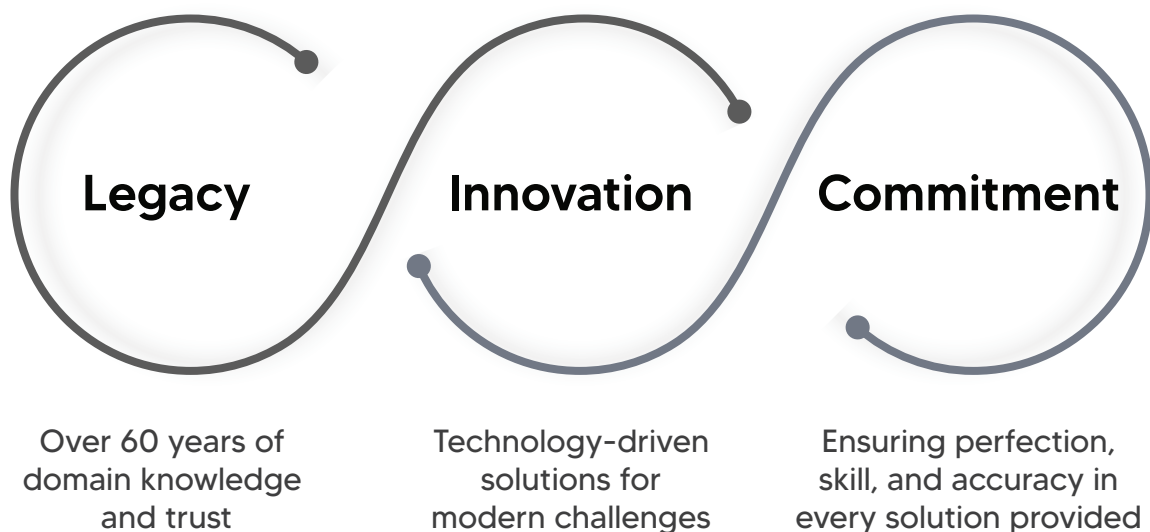 Legacy
Innovation
Commitment
Over 60 years of
domain knowledge
and trust
Technology-driven
solutions for
modern challenges
Ensuring perfection,
skill, and accuracy in
every solution provided